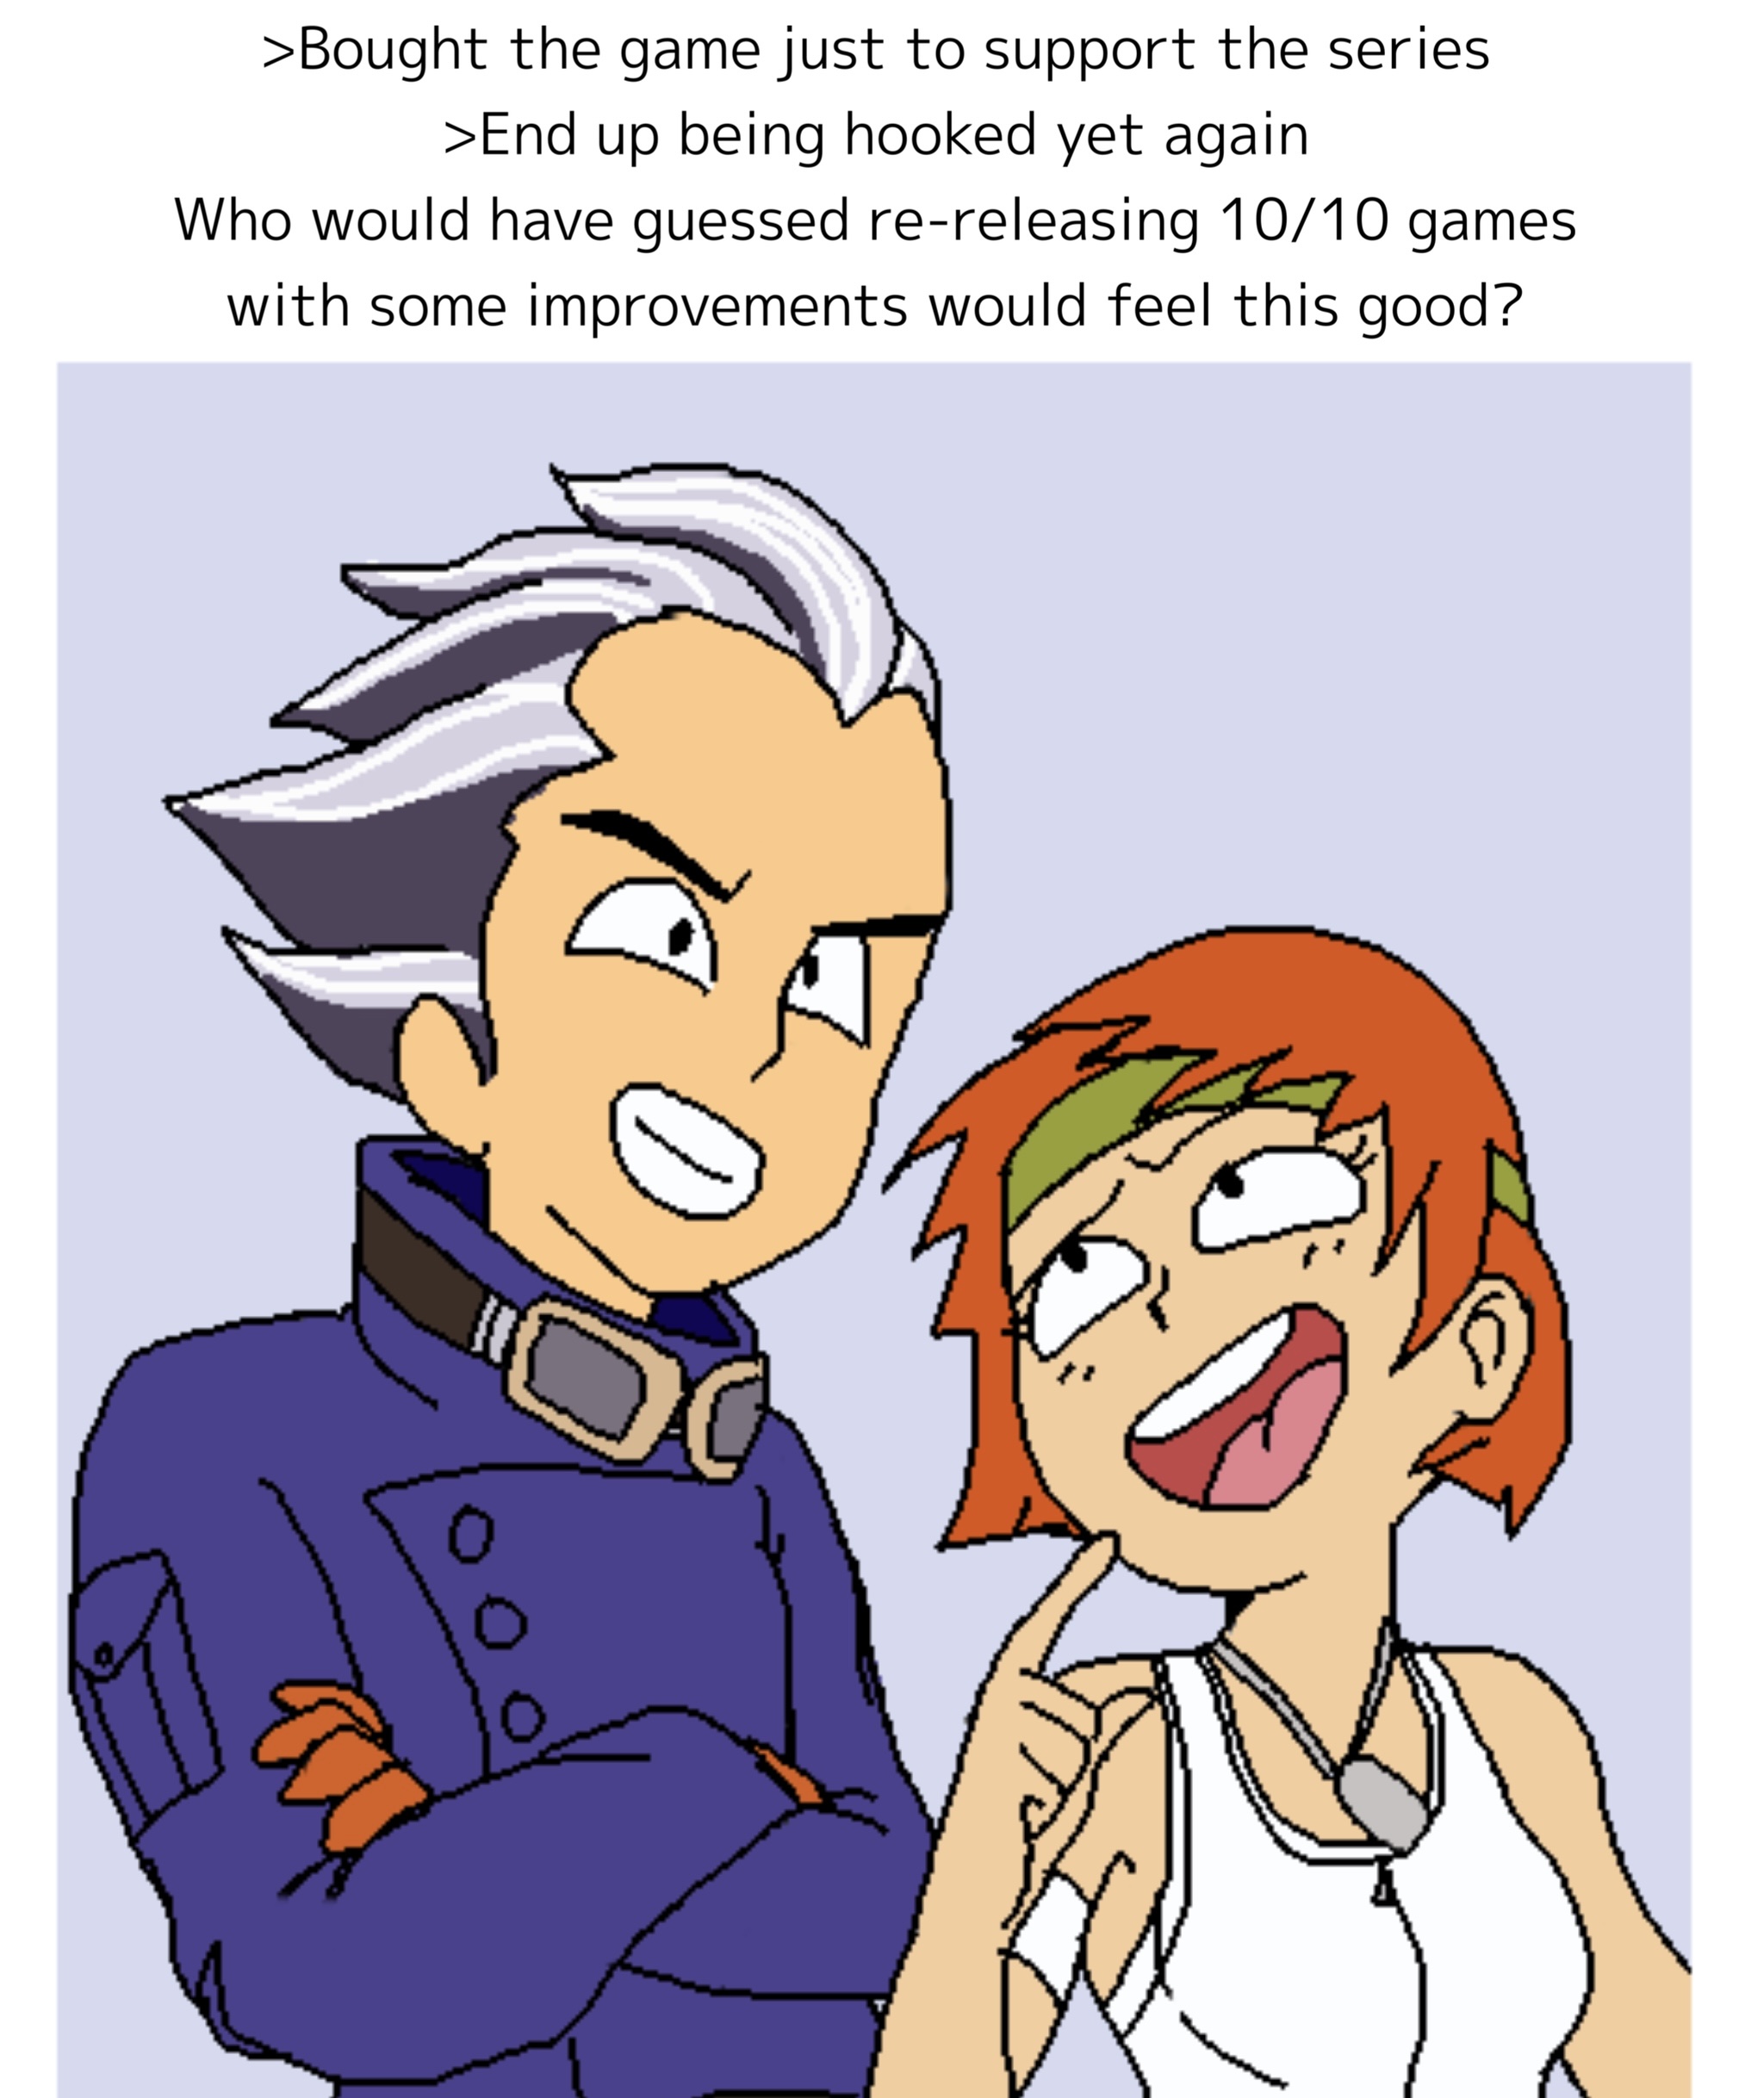 >Bought the game just to support the series
>End up being hooked yet again
Who would have guessed re-releasing 10/10 games
with some improvements would feel this good?